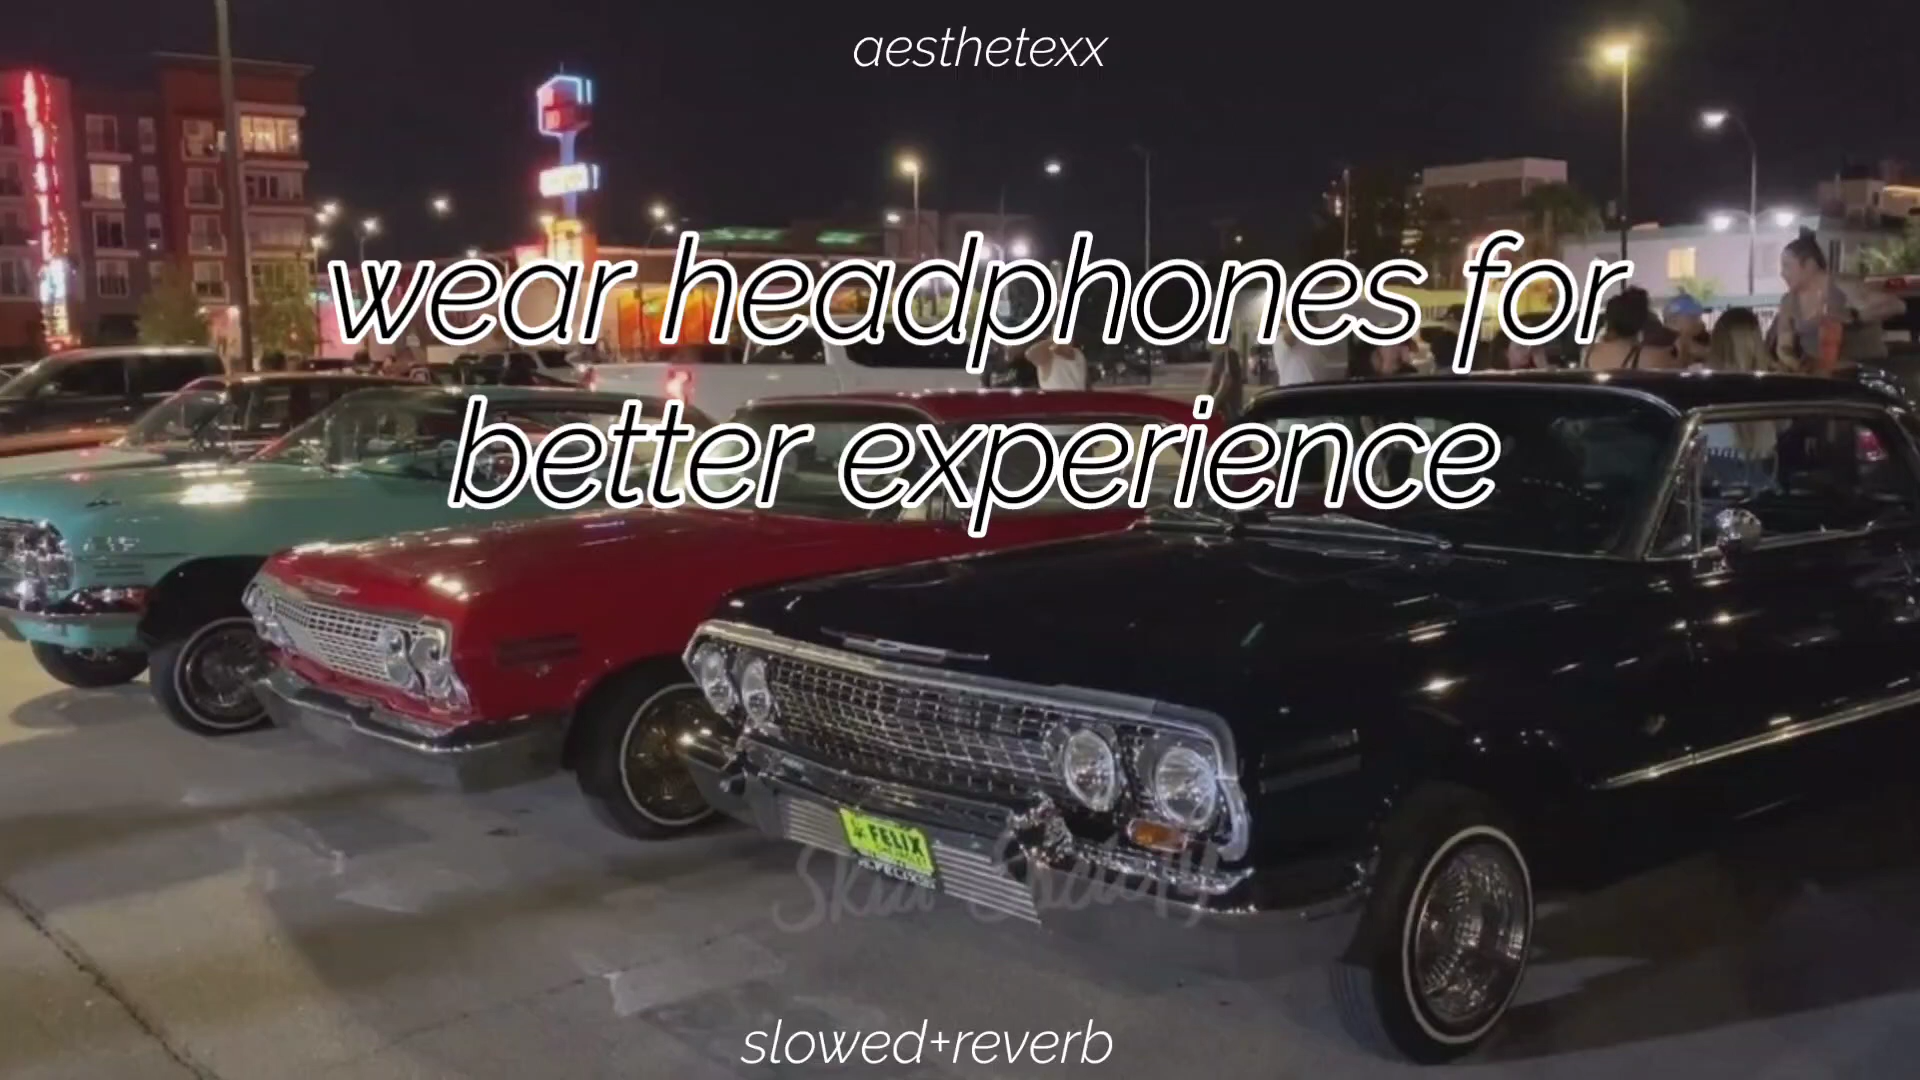 aesthetexx
wear headphones for
better experience
FELIX
slowed+reverb